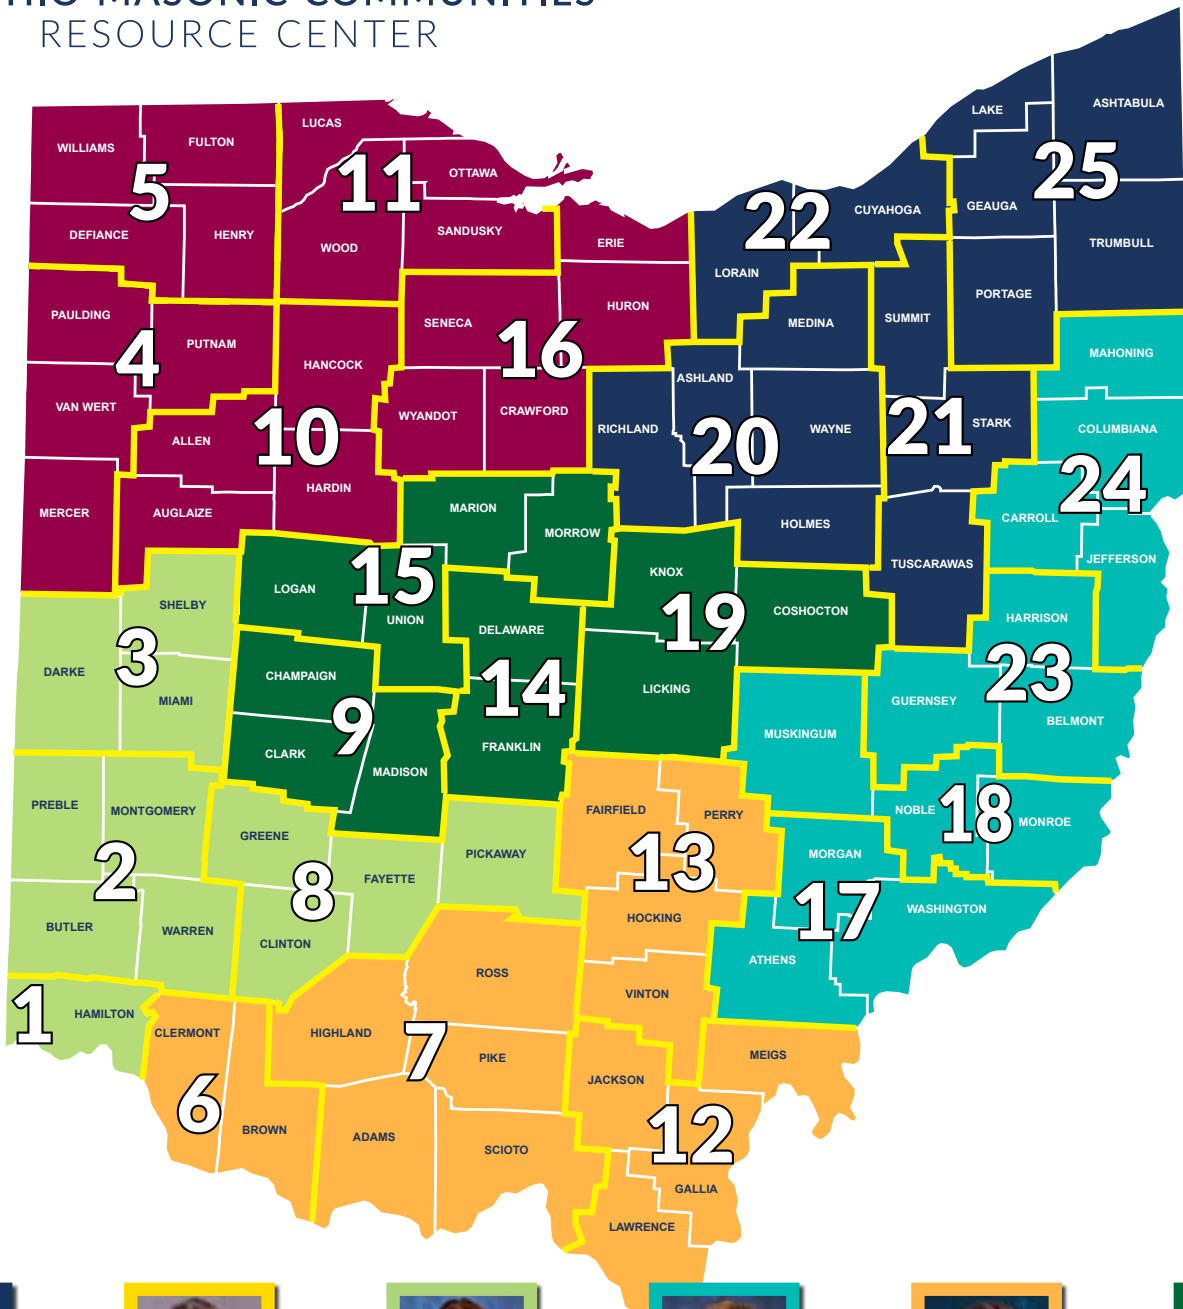 OHIO MASONIC COMMUNITIES
RESOURCE CENTER
LAKE
ASHTABULA
LUCAS
FULTON
WILLIAMS
25
11
OTTAWA
5
GEAUGA
22
CUYAHOGA
DEFIANCE
HENRY
SANDUSKY
WOOD
ERIE
TRUMBULL
LORAIN
PORTAGE
HURON
PAULDING
SENECA
MEDINA
SUMMIT
PUTNAM
16
4
HANCOCK
MAHONING
ASHLAND
VAN WERT
WYANDOT
CRAWFORD
RICHLAND
WAYNE
21
STARK
COLUMBIANA
ALLEN
10
20
HARDIN
24
MERCER
AUGLAIZE
MARION
CARROLL
HOLMES
MORROW
JEFFERSON
TUSCARAWAS
KNOX
15
LOGAN
SHELBY
COSHOCTON
UNION
19
HARRISON
DELAWARE
3
DARKE
CHAMPAIGN
23
14
LICKING
MIAMI
GUERNSEY
BELMONT
9
MUSKINGUM
CLARK
FRANKLIN
MADISON
PREBLE
MONTGOMERY
FAIRFIELD
PERRY
NOBLE
18
MONROE
GREENE
PICKAWAY
MORGAN
2
13
FAYETTE
8
WASHINGTON
17
BUTLER
WARREN
HOCKING
CLINTON
ATHENS
ROSS
VINTON
1
HAMILTON
CLERMONT
HIGHLAND
7
PIKE
MEIGS
JACKSON
6
BROWN
ADAMS
12
SCIOTO
GALLIA
LAWRENCE